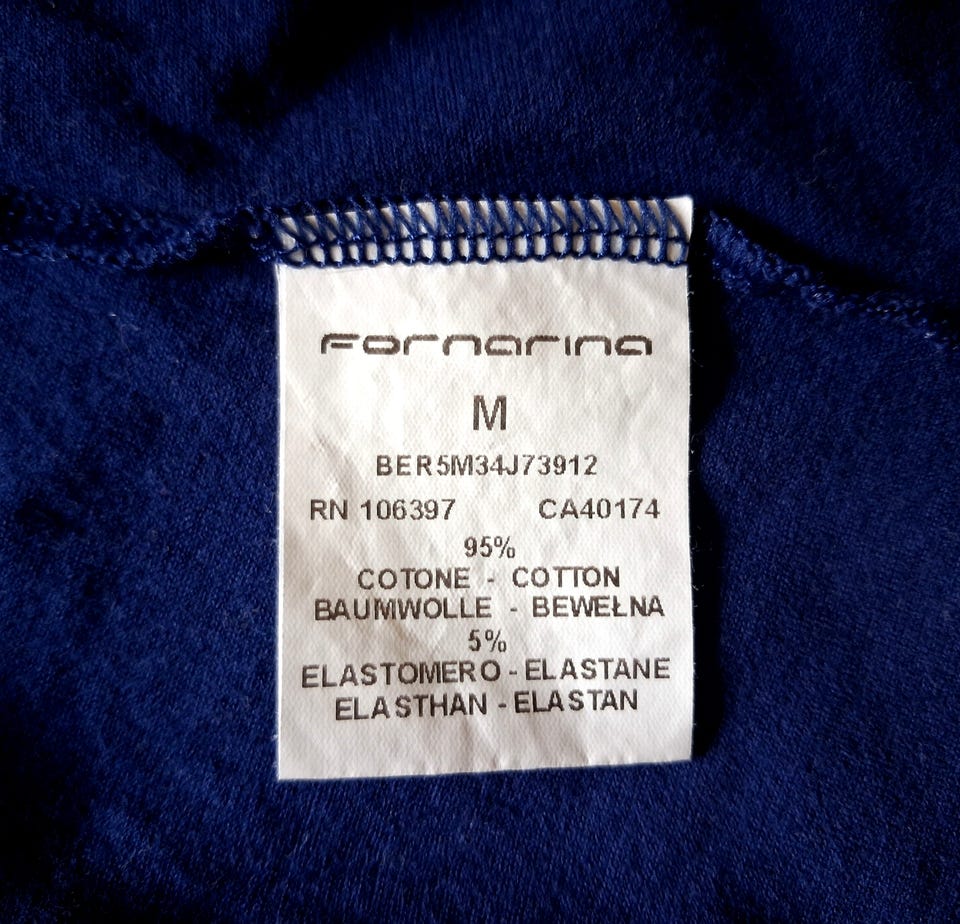 Fornarina
M
BER5M34J73912
RN 106397 CA40174
95%
COTONE - COTTON
BAUMWOLLE - BEWEŁNA
5%
ELASTOMERO - ELASTANE
ELASTHAN - ELASTAN